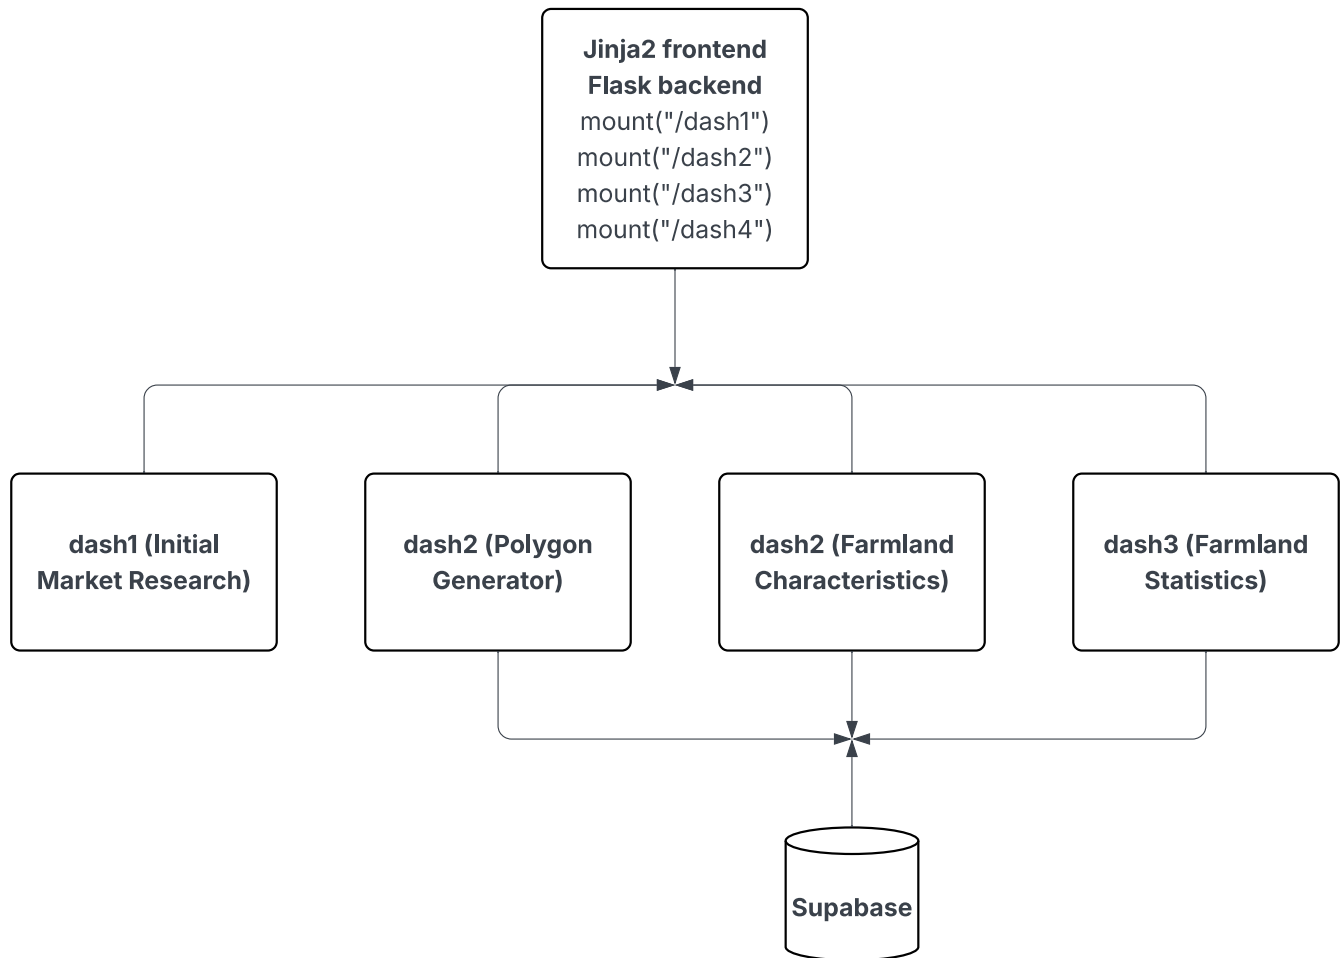 Jinja2 frontend
Flask backend
mount("/dash1")
mount("/dash2")
mount("/dash3")
mount("/dash4")
dash1 (Initial
Market Research)
dash2 (Polygon
Generator)
dash2 (Farmland
Characteristics)
dash3 (Farmland
Statistics)
Supabase